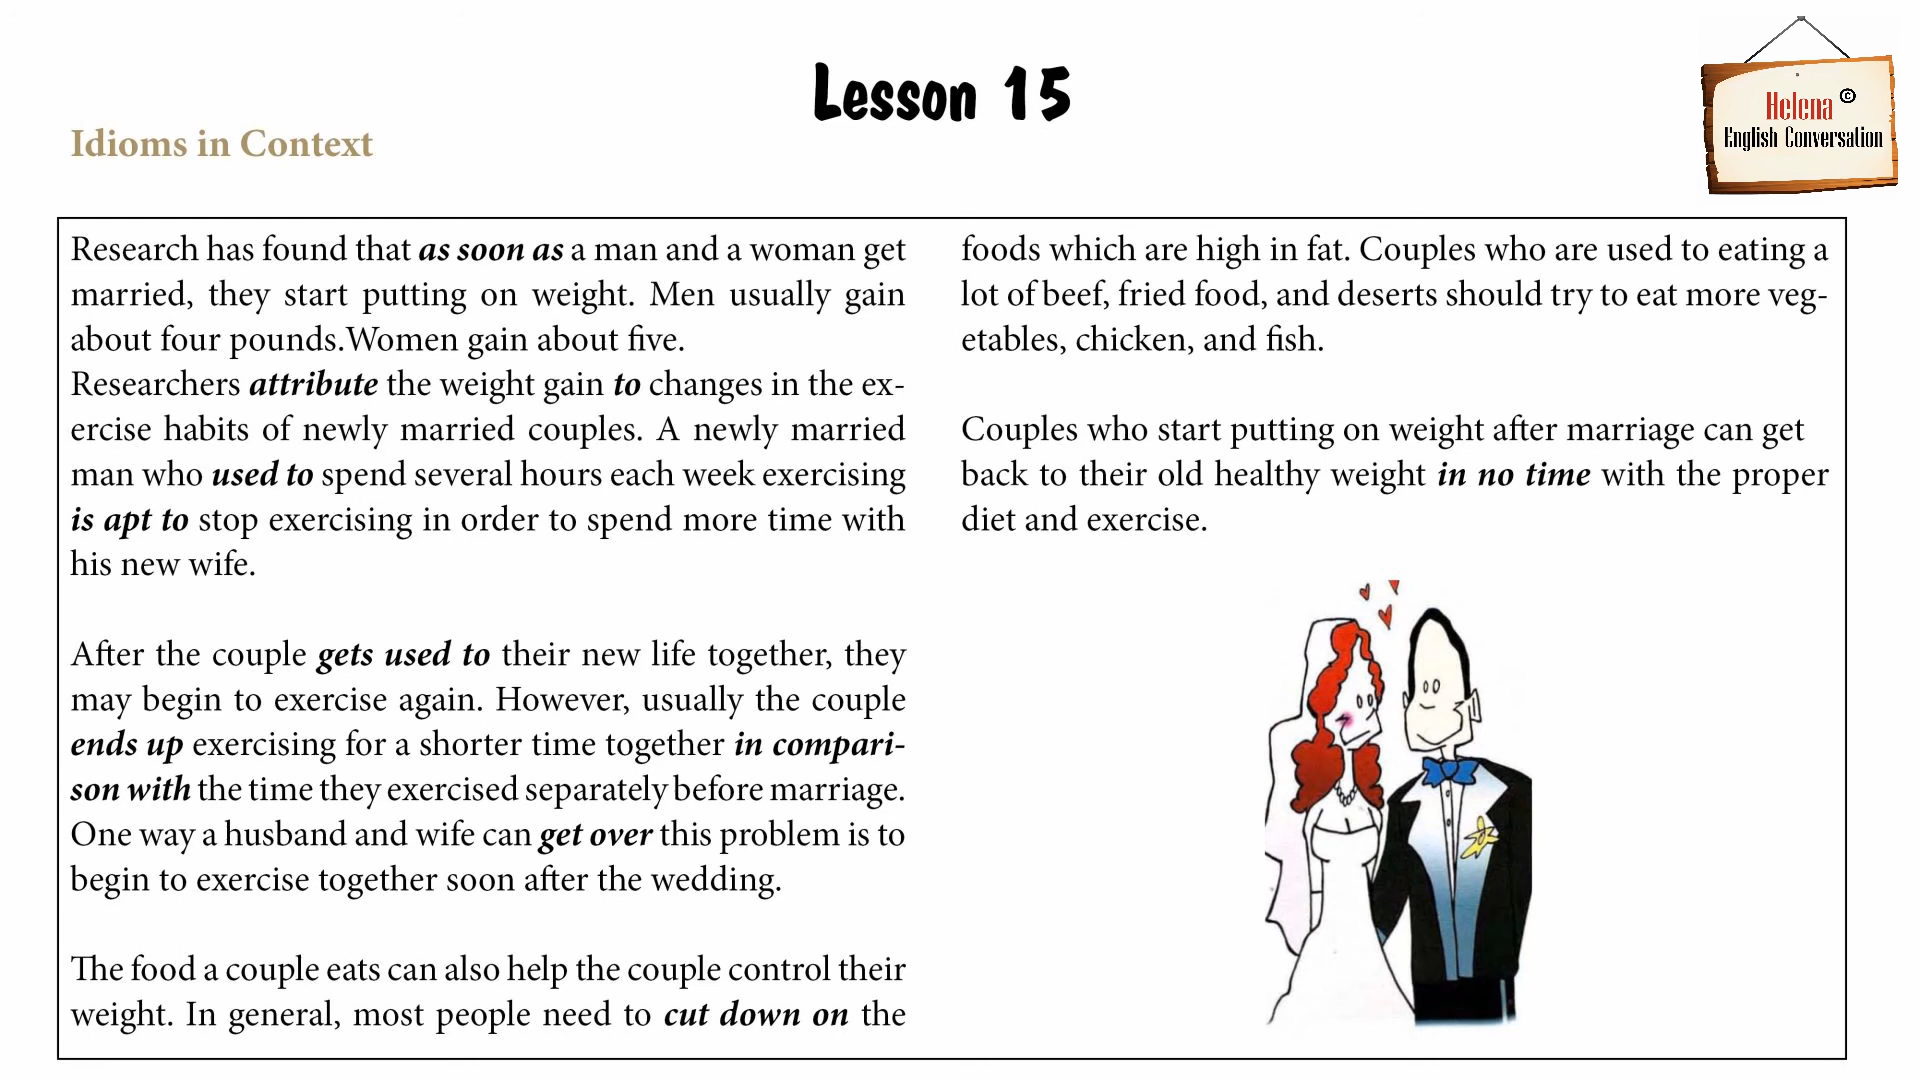 Lesson 15
Idioms in Context
Helena ©
English Conversation
Research has found that as soon as a man and a woman get
married, they start putting on weight. Men usually gain
about four pounds.Women gain about five.
Researchers attribute the weight gain to changes in the ex-
ercise habits of newly married couples. A newly married
man who used to spend several hours each week exercising
is apt to stop exercising in order to spend more time with
his new wife.
After the couple gets used to their new life together, they
may begin to exercise again. However, usually the couple
ends up exercising for a shorter time together in compari-
son with the time they exercised separately before marriage.
One way a husband and wife can get over this problem is to
begin to exercise together soon after the wedding.
The food a couple eats can also help the couple control their
weight. In general, most people need to cut down on the
foods which are high in fat. Couples who are used to eating a
lot of beef, fried food, and deserts should try to eat more veg-
etables, chicken, and fish.
Couples who start putting on weight after marriage can get
back to their old healthy weight in no time with the proper
diet and exercise.